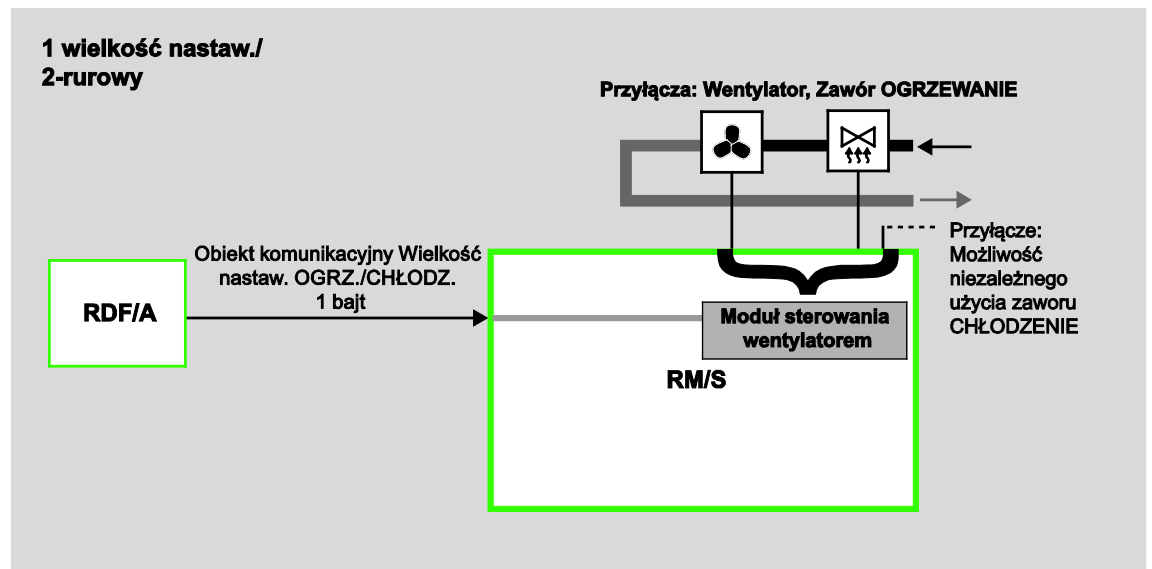 1 wielkość nastaw./
2-rurowy
Przyłącza: Wentylator, Zawór OGRZEWANIE
Obiekt komunikacyjny Wielkość
nastaw. OGRZ./CHŁODZ.
1 bajt
RDF/A
Przyłącze:
Możliwość
niezależnego
użycia zaworu
CHŁODZENIE
Moduł sterowania
wentylatorem
RM/S